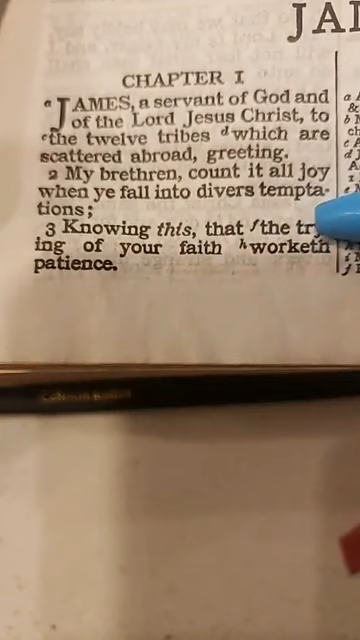 JA
CHAPTER I
a JAMES, a servant of God and
of the Lord Jesus Christ, to
c the twelve tribes d which are
scattered abroad, greeting.
2 My brethren, count it all joy
when ye fall into divers tempta-
tions;
3 Knowing this, that f the try
ing of your faith h worketh
patience.